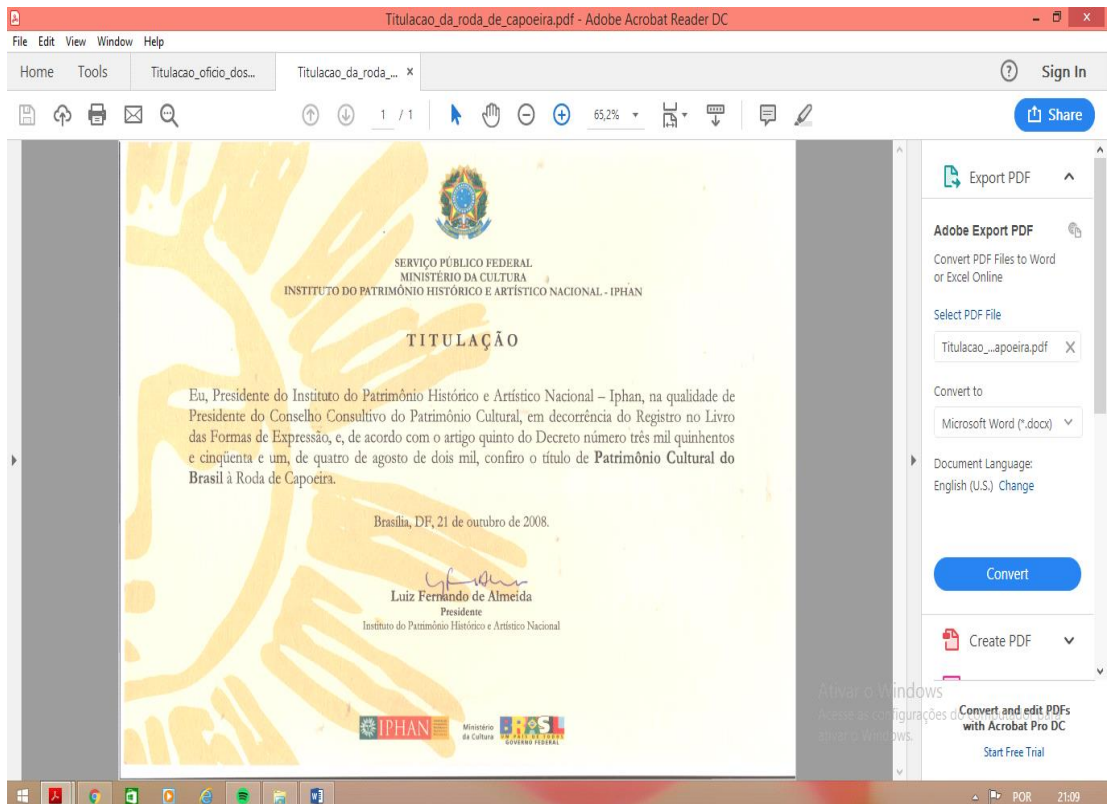 Titulacao_da_roda_de_capoeira.pdf - Adobe Acrobat Reader DC
File Edit View Window Help
Home Tools Titulacao_oficio_dos... Titulacao_da_roda_... × Sign In
1 / 1 65,2% Share
SERVIÇO PÚBLICO FEDERAL
MINISTÉRIO DA CULTURA
INSTITUTO DO PATRIMÔNIO HISTÓRICO E ARTÍSTICO NACIONAL - IPHAN
TITULAÇÃO
Eu, Presidente do Instituto do Patrimônio Histórico e Artístico Nacional – Iphan, na qualidade de
Presidente do Conselho Consultivo do Patrimônio Cultural, em decorrência do Registro no Livro
das Formas de Expressão, e, de acordo com o artigo quinto do Decreto número três mil quinhentos
e cinqüenta e um, de quatro de agosto de dois mil, confiro o título de Patrimônio Cultural do
Brasil à Roda de Capoeira.
Brasília, DF, 21 de outubro de 2008.
Luiz Fernando de Almeida
Presidente
Instituto do Patrimônio Histórico e Artístico Nacional
IPHAN
Ministério
da Cultura
BRASIL
UM PAÍS DE TODOS
GOVERNO FEDERAL
Export PDF
Adobe Export PDF
Convert PDF Files to Word
or Excel Online
Select PDF File
Titulacao_...apoeira.pdf X
Convert to
Microsoft Word (*.docx)
Document Language:
English (U.S.) Change
Convert
Create PDF
Ativar o Windows
Acesse as configurações do computador para
ativar o Windows.
Convert and edit PDFs
with Acrobat Pro DC
Start Free Trial
POR 21:09